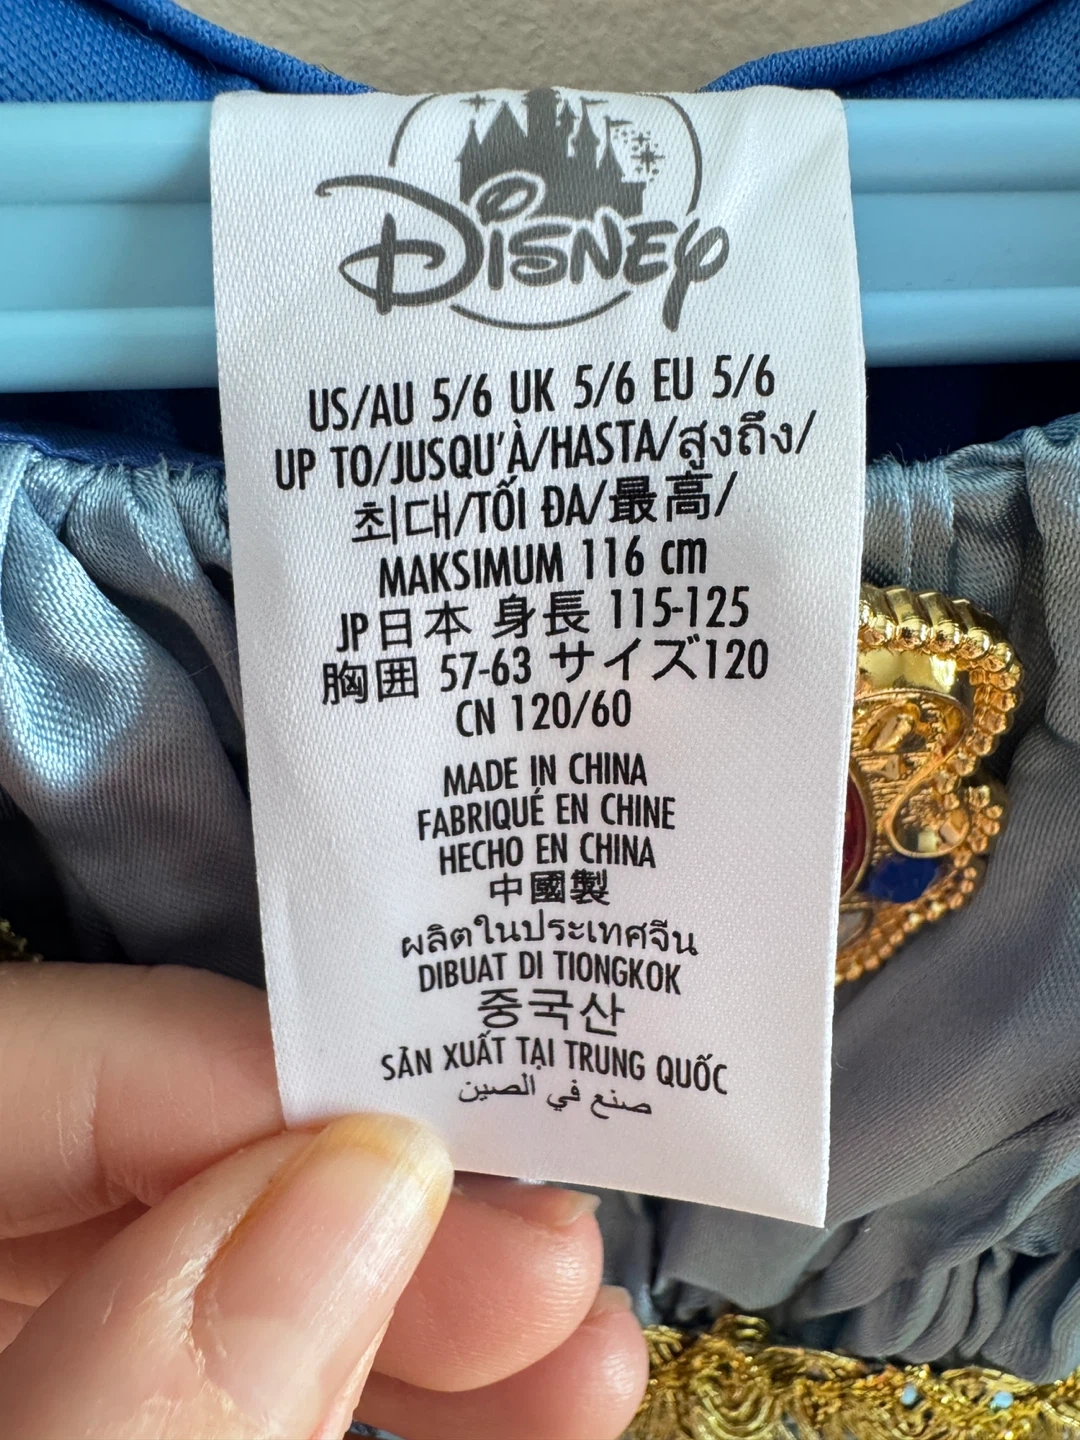 Disney
US/AU 5/6 UK 5/6 EU 5/6
UP TO/JUSQU'À/HASTA/สูงถึง/
최대/TỐI ĐA/最高/
MAKSIMUM 116 cm
JP日本 身長 115-125
胸囲 57-63 サイズ120
CN 120/60
MADE IN CHINA
FABRIQUÉ EN CHINE
HECHO EN CHINA
中國製
ผลิตในประเทศจีน
DIBUAT DI TIONGKOK
중국산
SẢN XUẤT TẠI TRUNG QUỐC
صنع في الصين